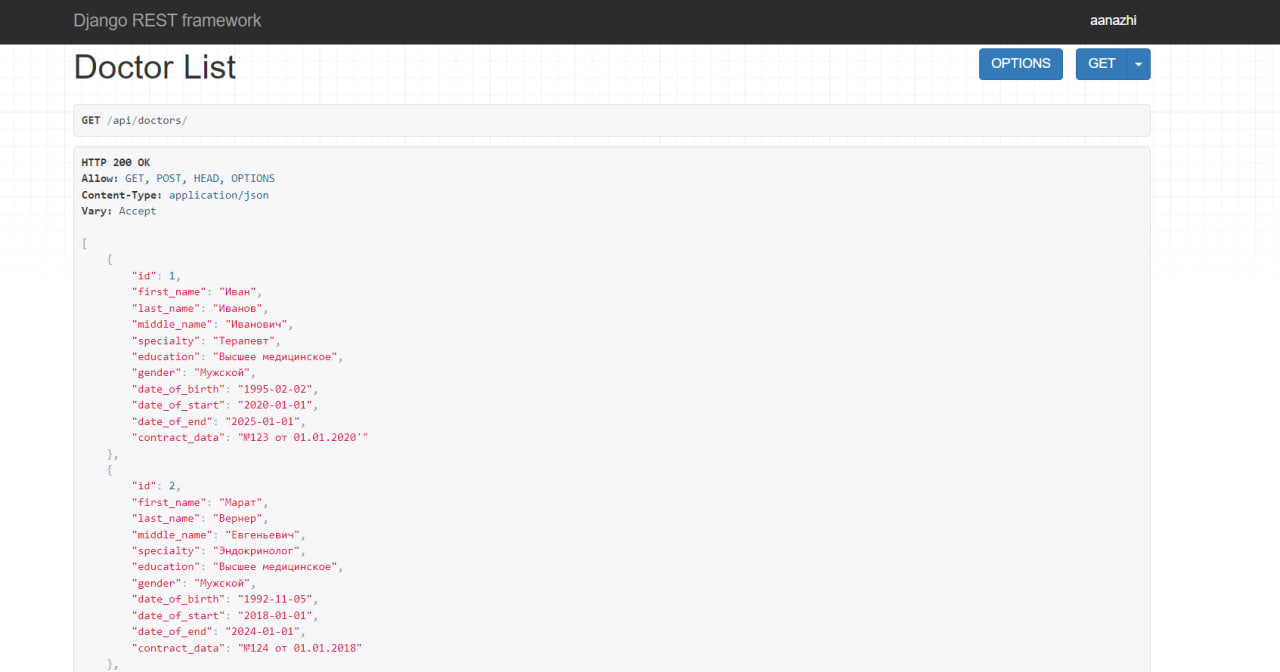 Django REST framework
aanazhi
Doctor List
OPTIONS
GET
GET /api/doctors/
HTTP 200 OK
Allow: GET, POST, HEAD, OPTIONS
Content-Type: application/json
Vary: Accept
[
    {
        "id": 1,
        "first_name": "Иван",
        "last_name": "Иванов",
        "middle_name": "Иванович",
        "specialty": "Терапевт",
        "education": "Высшее медицинское",
        "gender": "Мужской",
        "date_of_birth": "1995-02-02",
        "date_of_start": "2020-01-01",
        "date_of_end": "2025-01-01",
        "contract_data": "№123 от 01.01.2020'"
    },
    {
        "id": 2,
        "first_name": "Марат",
        "last_name": "Вернер",
        "middle_name": "Евгеньевич",
        "specialty": "Эндокринолог",
        "education": "Высшее медицинское",
        "gender": "Мужской",
        "date_of_birth": "1992-11-05",
        "date_of_start": "2018-01-01",
        "date_of_end": "2024-01-01",
        "contract_data": "№124 от 01.01.2018"
    },